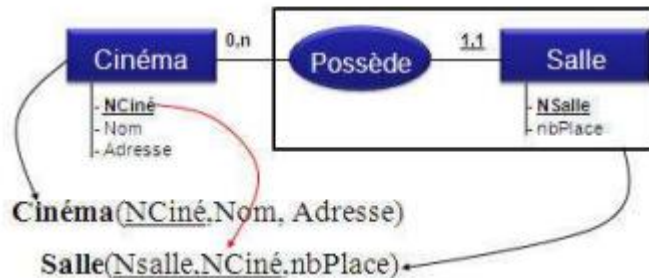 Cinéma 0,n Possède 1,1 Salle
- NCiné
- Nom
- Adresse
- NSalle
- nbPlace
Cinéma(NCiné,Nom, Adresse)
Salle(Nsalle,NCiné,nbPlace)